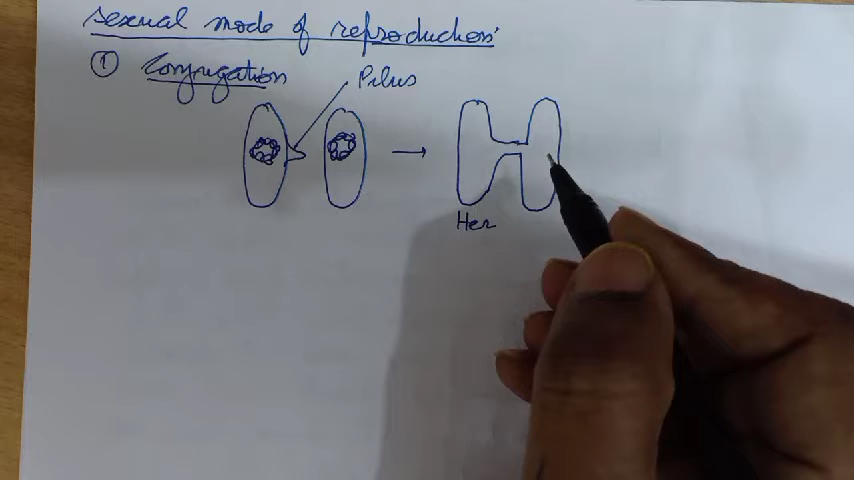 sexual mode of reproduction:
① Conjugation
Pilus
Her